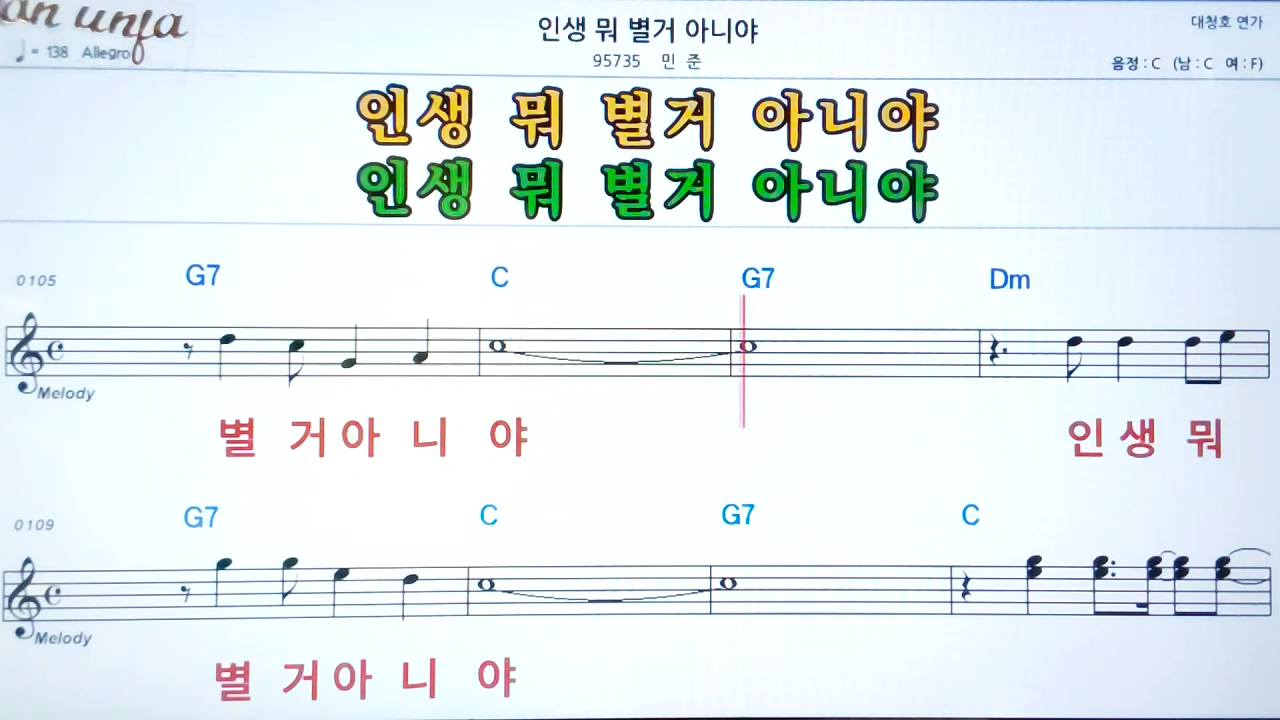 인생 뭐 별거 아니야
대청호 연가
♩= 138 Allegro
95735 민 준
음정 : C (남 : C 여 : F)
인생 뭐 별거 아니야
인생 뭐 별거 아니야
0105 G7 C G7 Dm
Melody
별 거 아 니 야 인 생 뭐
0109 G7 C G7 C
Melody
별 거 아 니 야